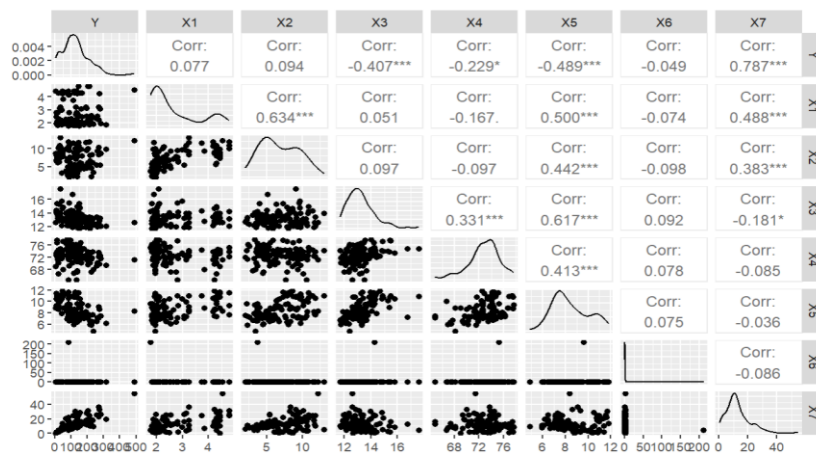 Y X1 X2 X3 X4 X5 X6 X7
0.004 Corr: Corr: Corr: Corr: Corr: Corr: Corr: Y
0.002
0.000 0.077 0.094 -0.407*** -0.229* -0.489*** -0.049 0.787***
4 Corr: Corr: Corr: Corr: Corr: Corr: X1
3
2 0.634*** 0.051 -0.167. 0.500*** -0.074 0.488***
10 Corr: Corr: Corr: Corr: Corr: X2
5 0.097 -0.097 0.442*** -0.098 0.383***
16 Corr: Corr: Corr: Corr: X3
14
12 0.331*** 0.617*** 0.092 -0.181*
76 Corr: Corr: Corr: X4
72
68 0.413*** 0.078 -0.085
12 Corr: Corr: X5
10
8
6 0.075 -0.036
200 Corr: X6
150
100
50
0 -0.086
40 X7
20
0
0 100200300400500 2 3 4 5 10 12 14 16 68 72 76 6 8 10 12 0 50100150200 0 20 40